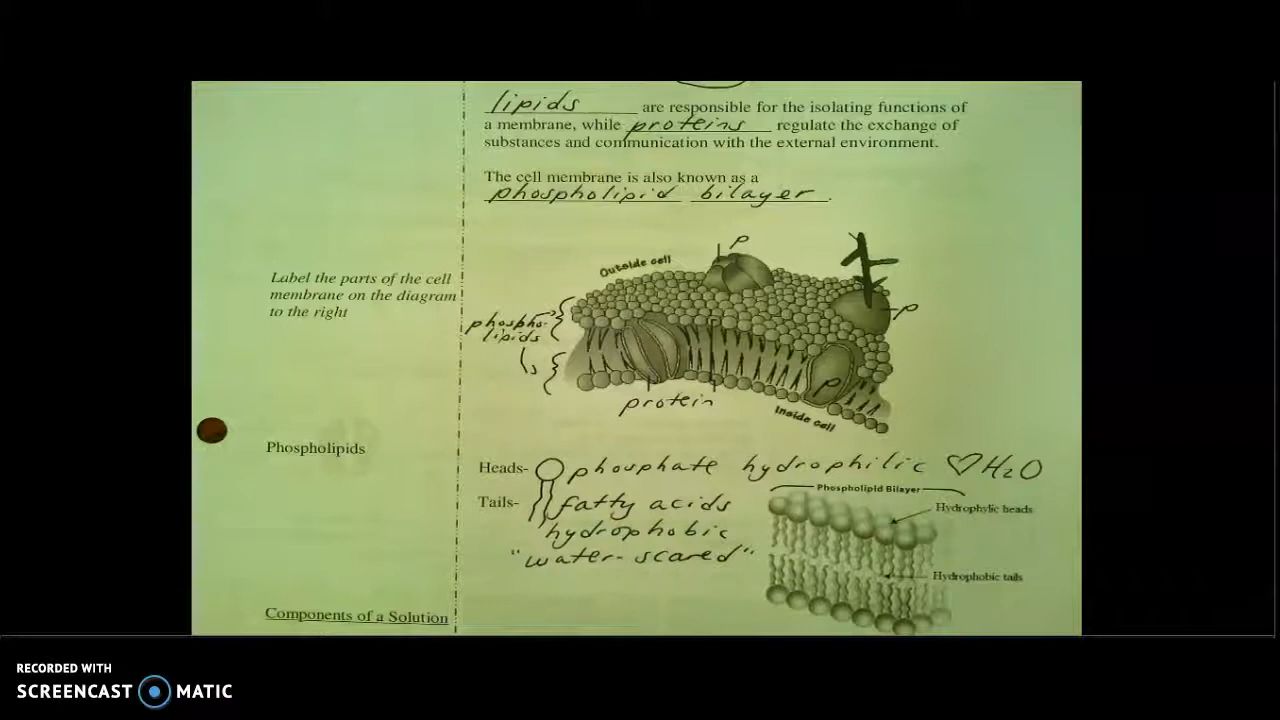 lipids are responsible for the isolating functions of
a membrane, while proteins regulate the exchange of
substances and communication with the external environment.
The cell membrane is also known as a
phospholipid bilayer.
Label the parts of the cell
membrane on the diagram
to the right
Outside cell
P
P
phospho-
lipids
P
protein
Inside cell
Phospholipids
Heads- phosphate hydrophilic ♡ H2O
Tails- fatty acids
hydrophobic
"water-scared"
Phospholipid Bilayer
Hydrophylic heads
Hydrophobic tails
Components of a Solution
RECORDED WITH
SCREENCAST MATIC